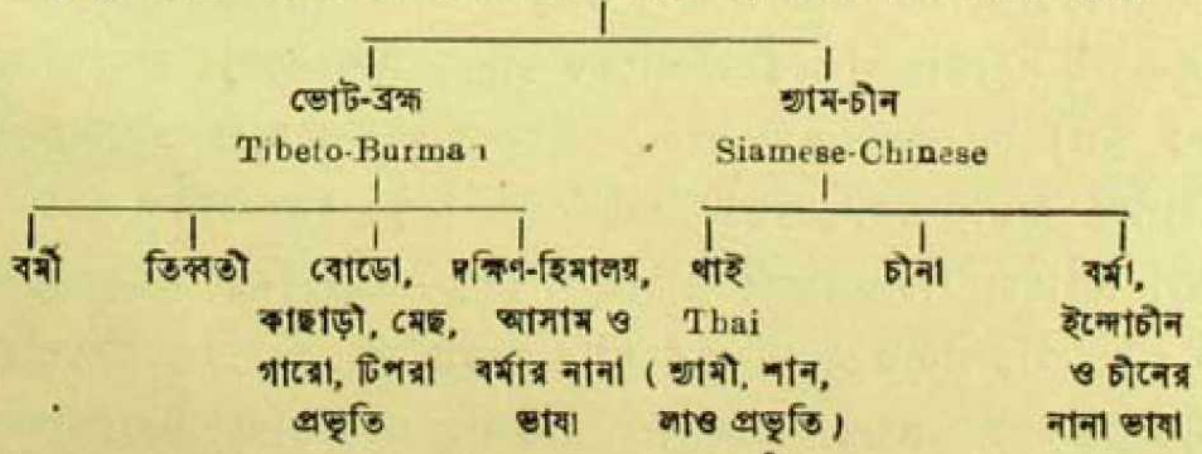 ভোট-ব্রহ্ম শ্যাম-চীন
Tibeto-Burman Siamese-Chinese
বর্মী তিব্বতী বোডো, দক্ষিণ-হিমালয়, থাই চীনা বর্মা,
কাছাড়ী, মেছ, আসাম ও Thai ইন্দোচীন
গারো, টিপরা বর্মার নানা ( শ্যামী, শান, ও চীনের
প্রভৃতি ভাষা লাও প্রভৃতি ) নানা ভাষা